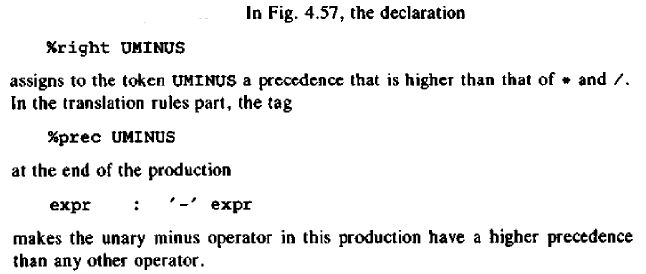 In Fig. 4.57, the declaration
%right UMINUS
assigns to the token UMINUS a precedence that is higher than that of * and /.
In the translation rules part, the tag
%prec UMINUS
at the end of the production
expr : '-' expr
makes the unary minus operator in this production have a higher precedence
than any other operator.